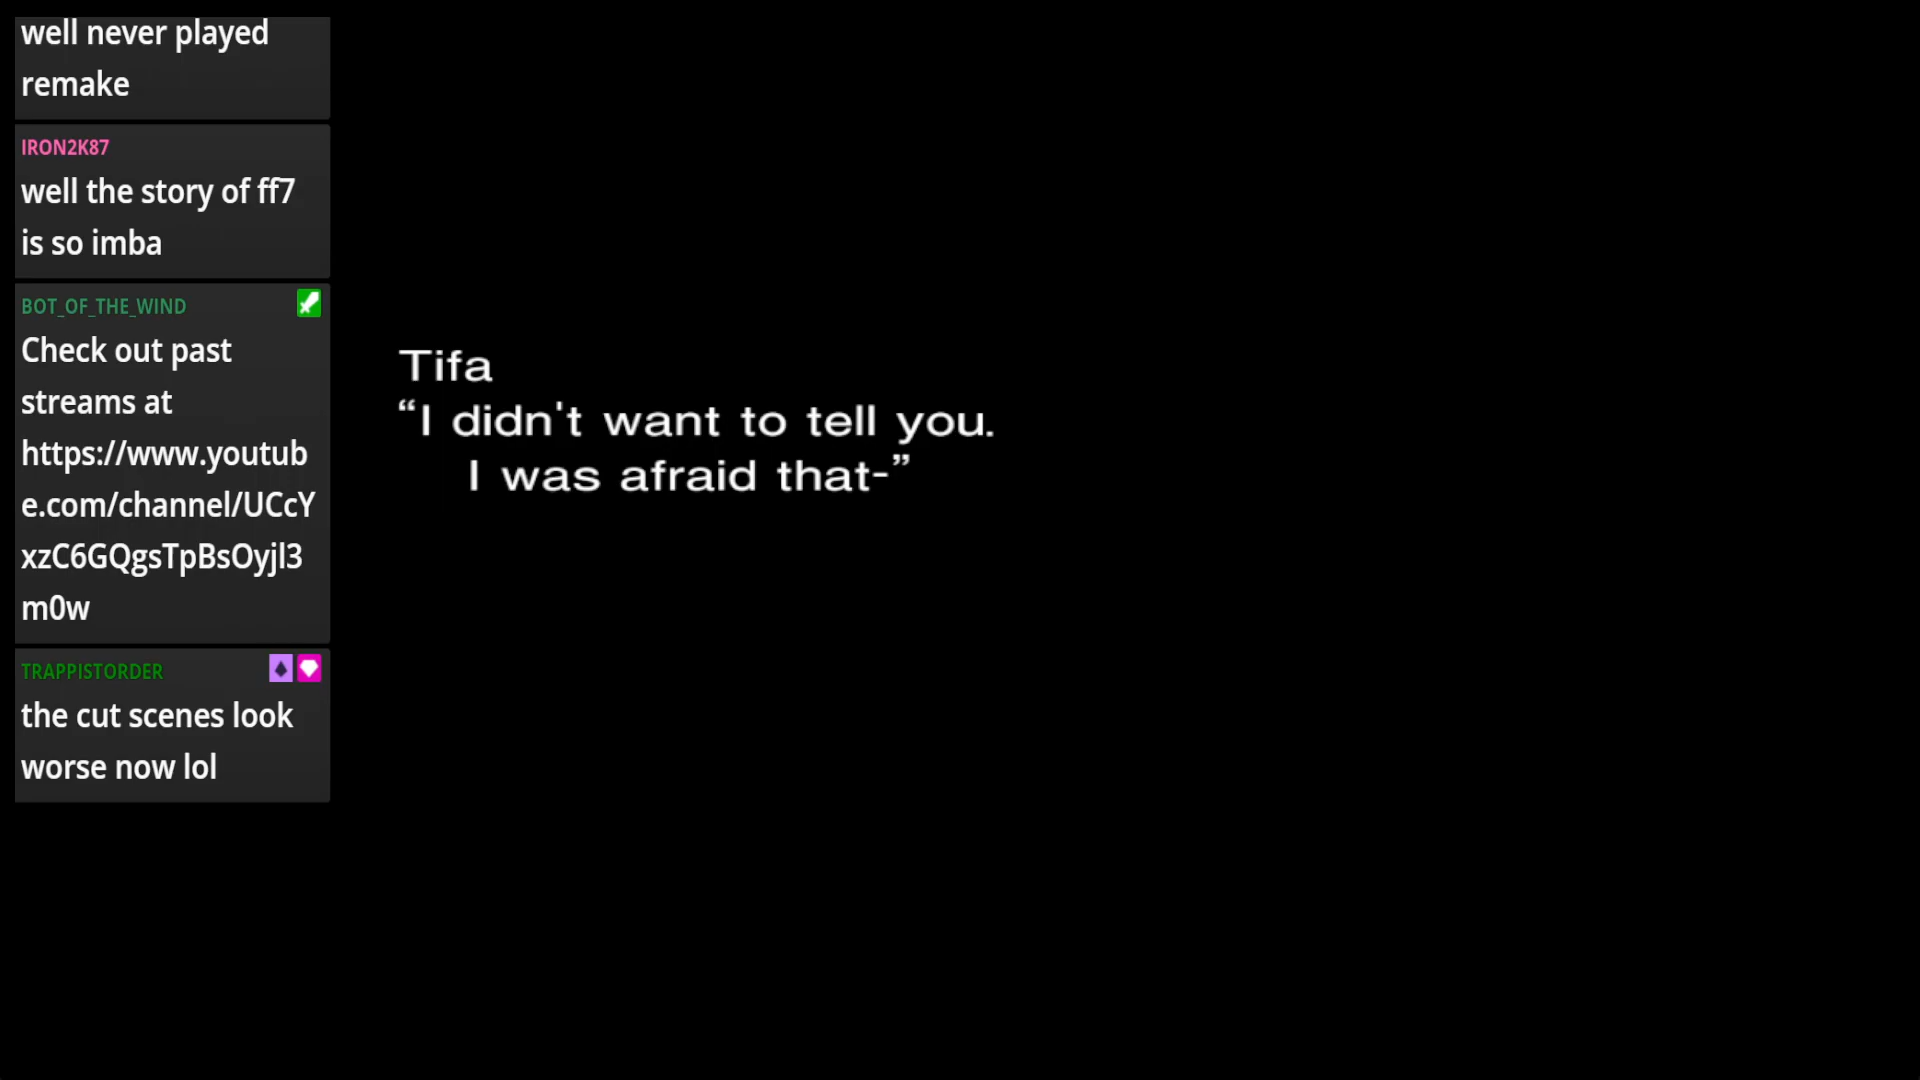 well never played
remake
IRON2K87
well the story of ff7
is so imba
BOT_OF_THE_WIND
Check out past
streams at
https://www.youtub
e.com/channel/UCcY
xzC6GQgsTpBsOyjl3
m0w
TRAPPISTORDER
the cut scenes look
worse now lol
Tifa
“I didn't want to tell you.
I was afraid that-”